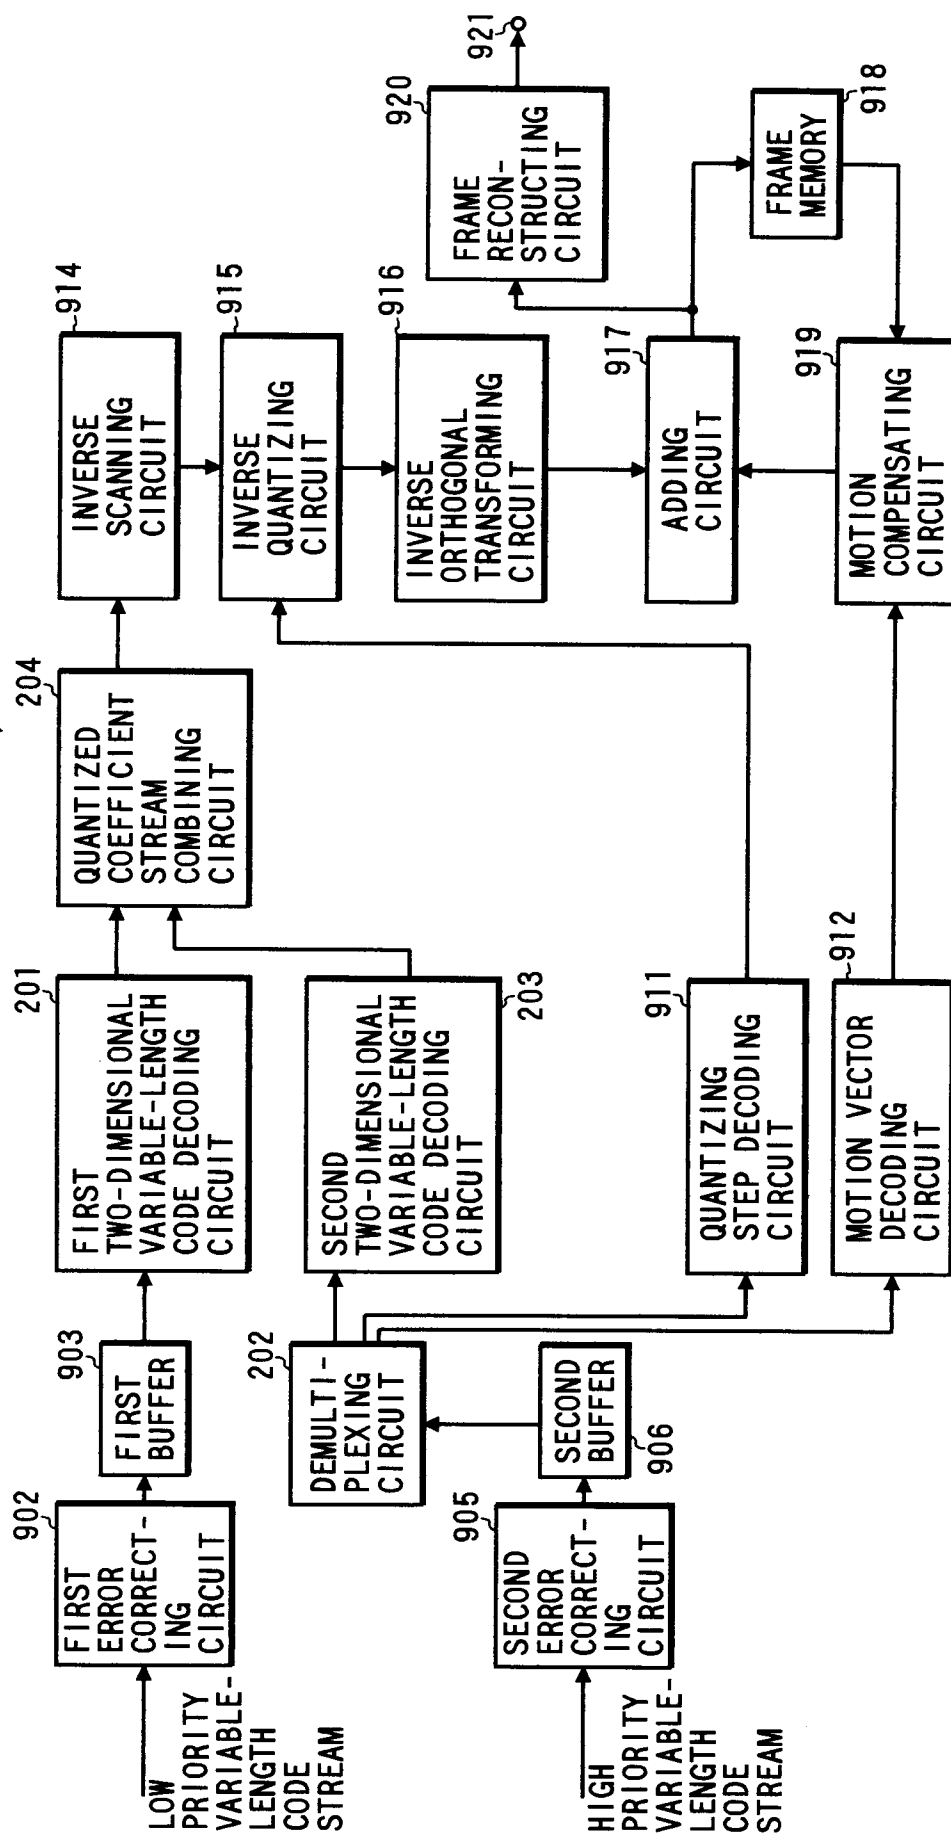 LOW
PRIORITY
VARIABLE-
LENGTH
CODE
STREAM
902
FIRST
ERROR
CORRECT-
ING
CIRCUIT
903
FIRST
BUFFER
201
FIRST
TWO-DIMENSIONAL
VARIABLE-LENGTH
CODE DECODING
CIRCUIT
204
QUANTIZED
COEFFICIENT
STREAM
COMBINING
CIRCUIT
914
INVERSE
SCANNING
CIRCUIT
915
INVERSE
QUANTIZING
CIRCUIT
916
INVERSE
ORTHOGONAL
TRANSFORMING
CIRCUIT
917
ADDING
CIRCUIT
920
FRAME
RECON-
STRUCTING
CIRCUIT
921
FRAME
MEMORY
918
919
MOTION
COMPENSATING
CIRCUIT
HIGH
PRIORITY
VARIABLE-
LENGTH
CODE
STREAM
905
SECOND
ERROR
CORRECT-
ING
CIRCUIT
SECOND
BUFFER
906
202
DEMULTI-
PLEXING
CIRCUIT
SECOND
TWO-DIMENSIONAL
VARIABLE-LENGTH
CODE DECODING
CIRCUIT
203
911
QUANTIZING
STEP DECODING
CIRCUIT
912
MOTION VECTOR
DECODING
CIRCUIT